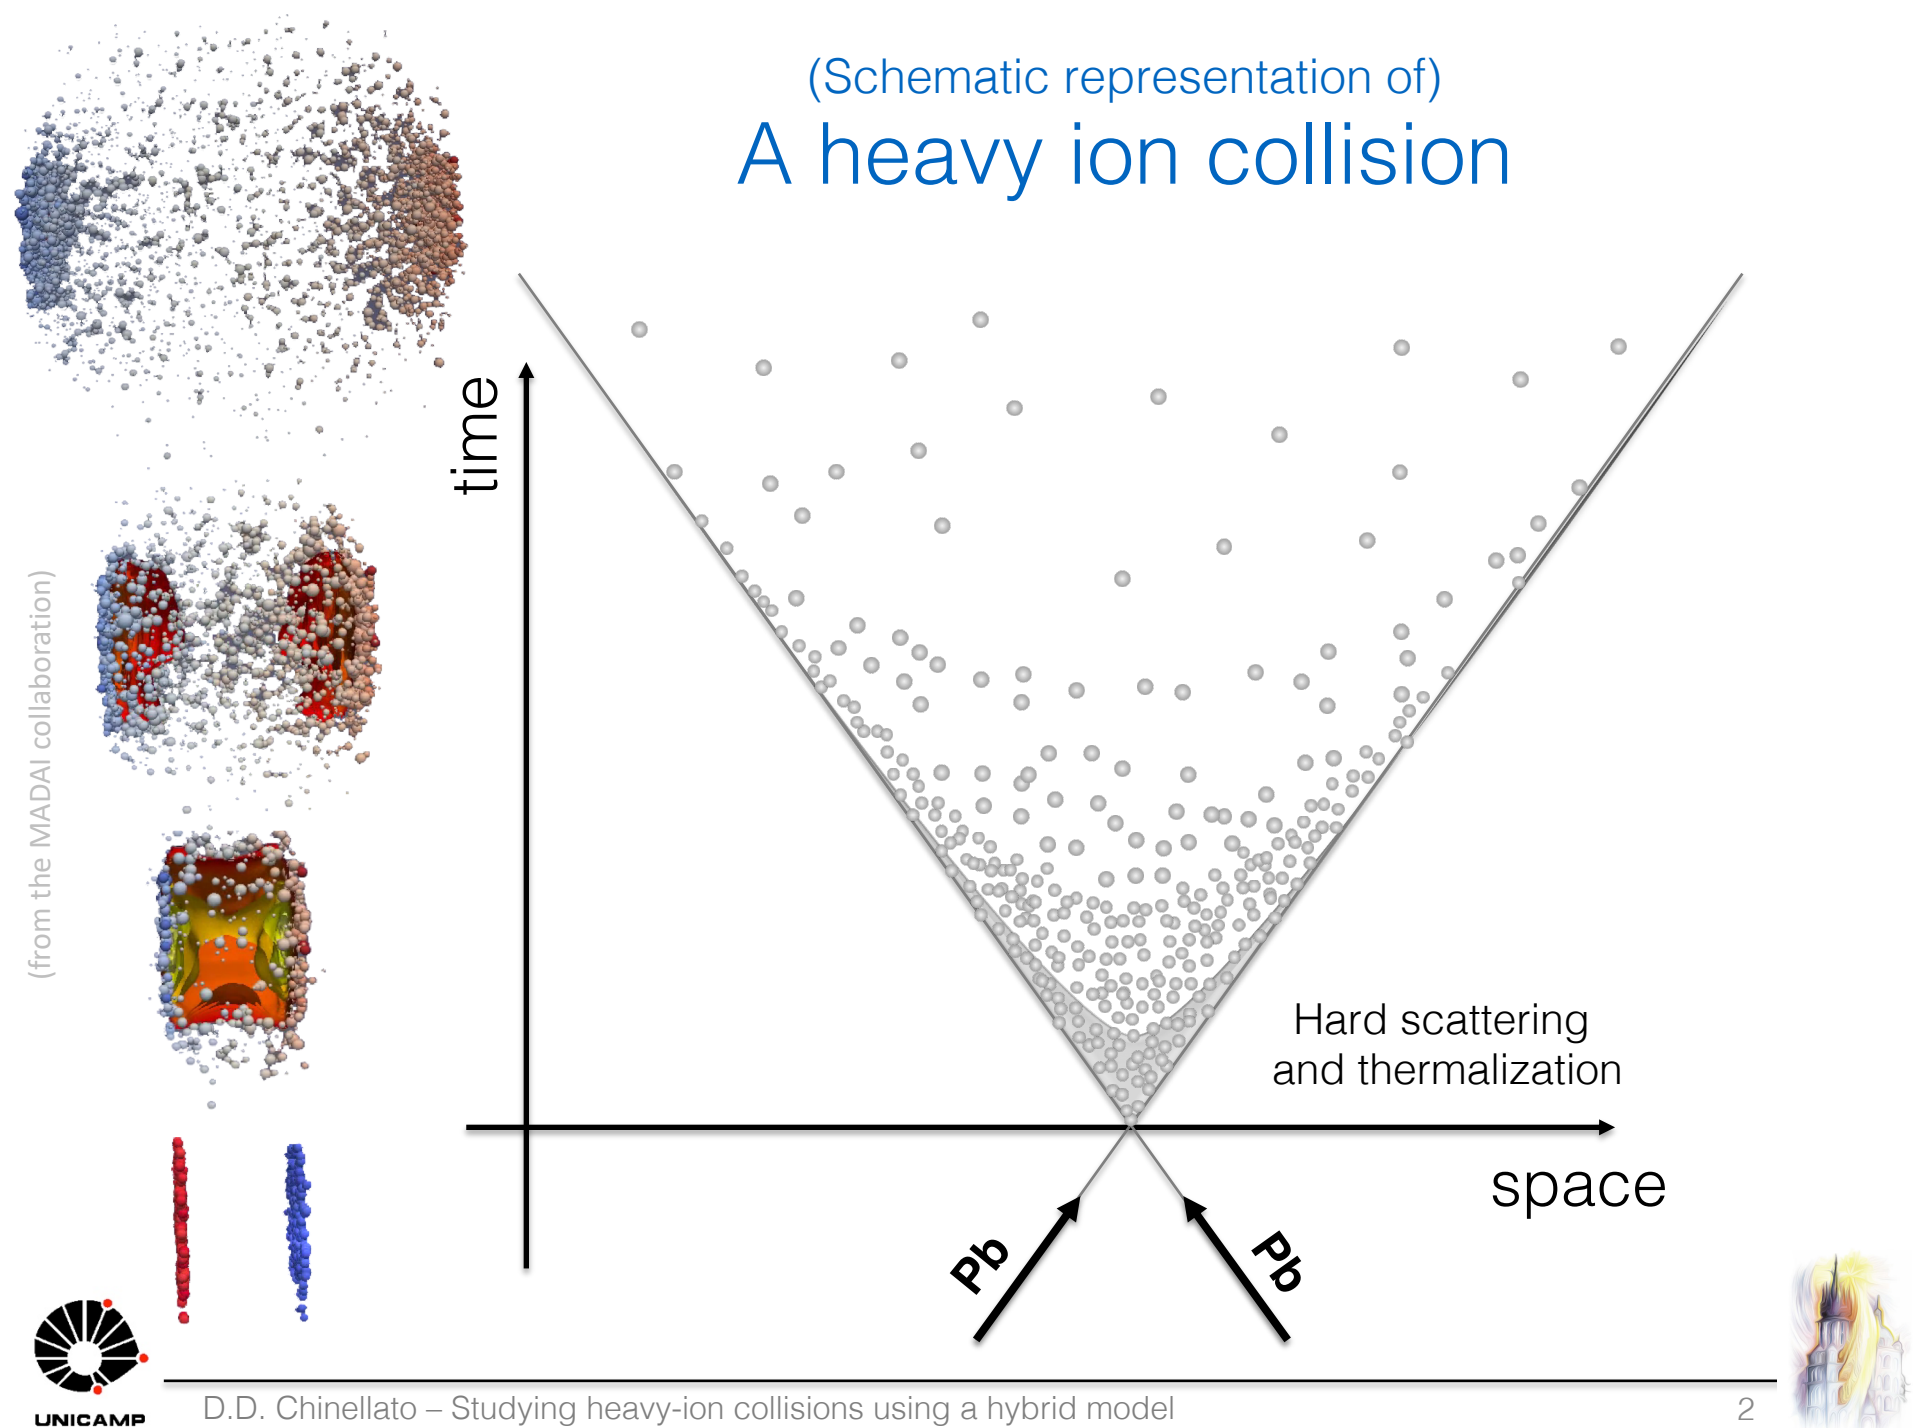 (Schematic representation of)
A heavy ion collision
time
(from the MADAI collaboration)
Hard scattering
and thermalization
space
Pb
Pb
UNICAMP
D.D. Chinellato – Studying heavy-ion collisions using a hybrid model
2